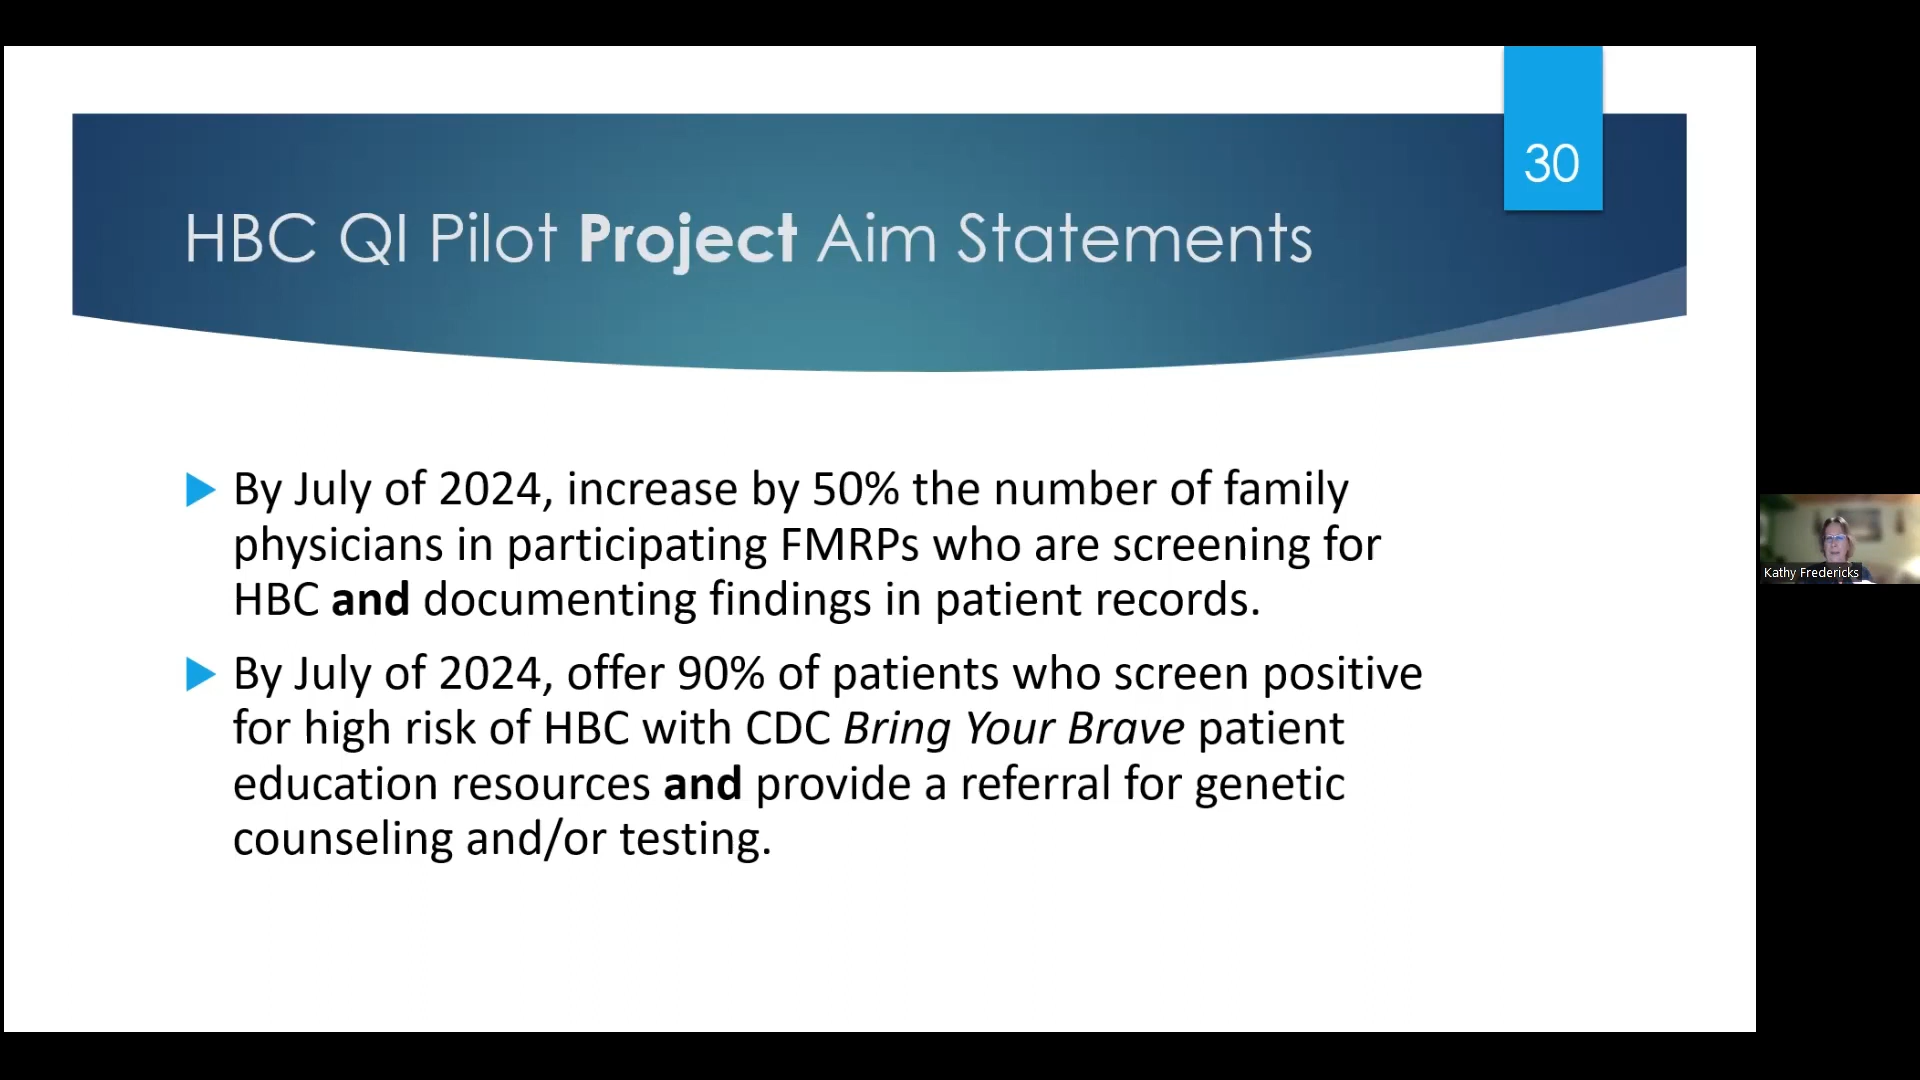 30
HBC QI Pilot Project Aim Statements
By July of 2024, increase by 50% the number of family
physicians in participating FMRPs who are screening for
HBC and documenting findings in patient records.
By July of 2024, offer 90% of patients who screen positive
for high risk of HBC with CDC Bring Your Brave patient
education resources and provide a referral for genetic
counseling and/or testing.
Kathy Fredericks